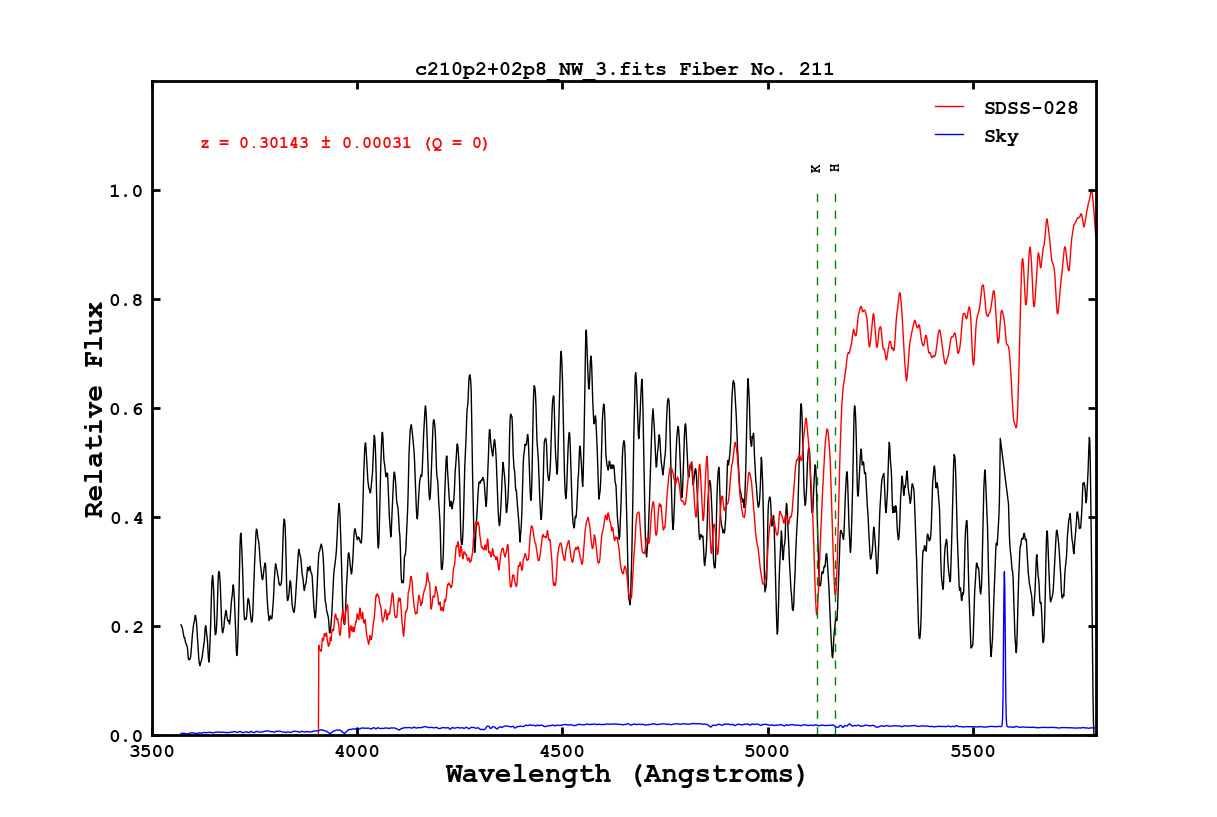 c210p2+02p8_NW_3.fits Fiber No. 211
SDSS-028
Sky
z = 0.30143 ± 0.00031 (Q = 0)
K H
1.0
0.8
0.6
0.4
0.2
0.0
Relative Flux
3500 4000 4500 5000 5500
Wavelength (Angstroms)